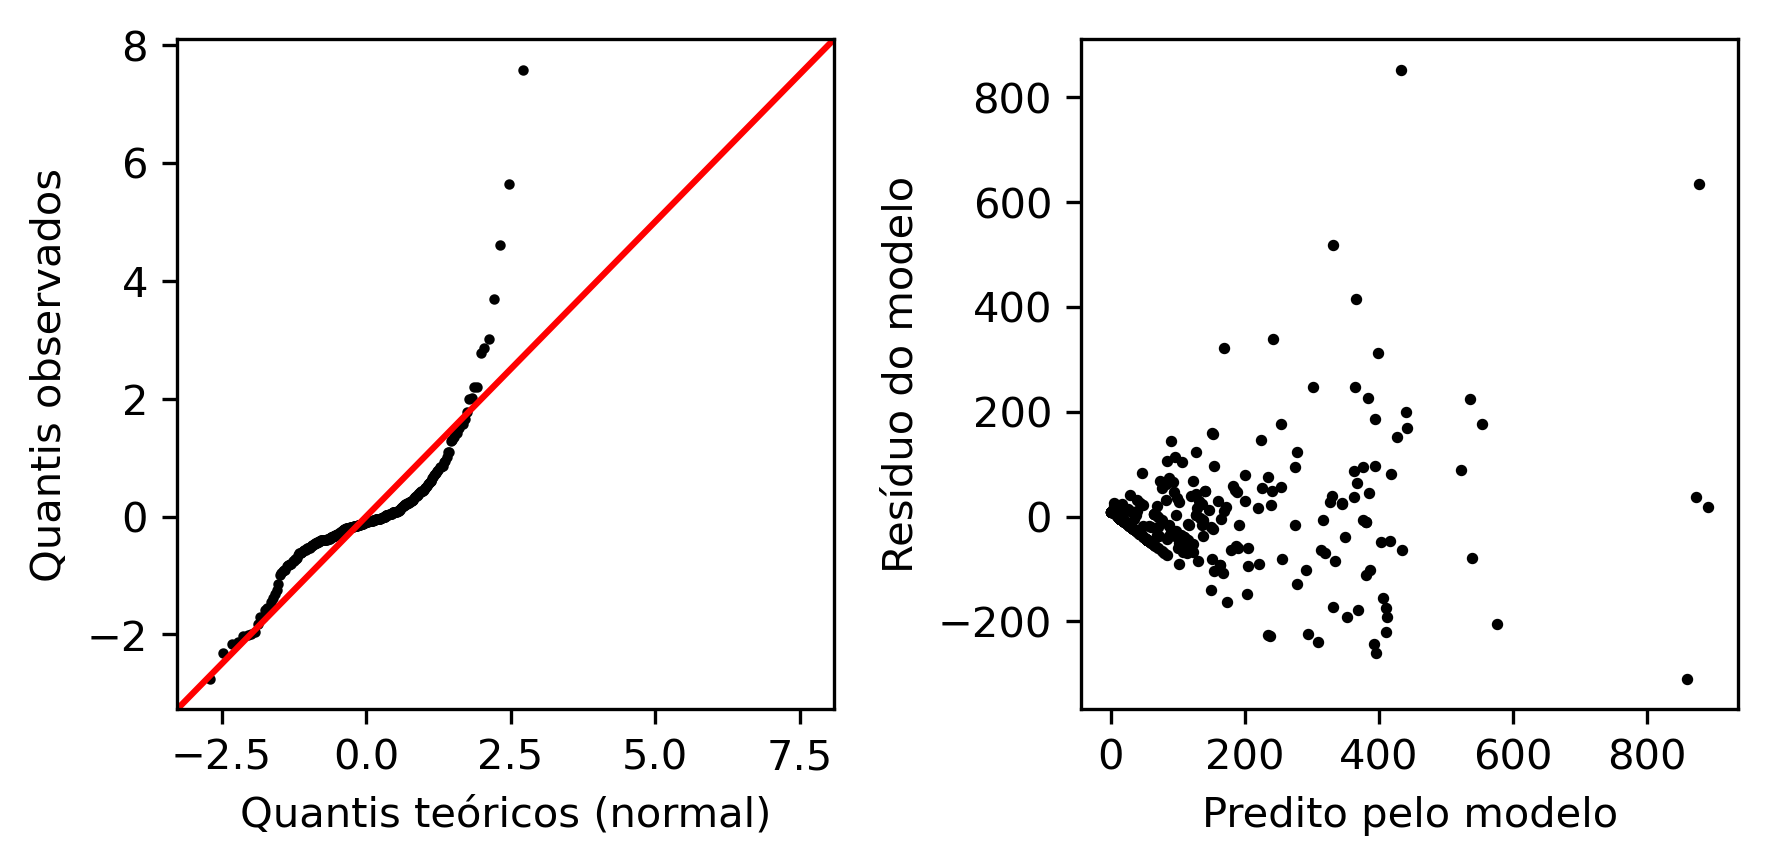 8
6
4
2
0
−2
Quantis observados
−2.5 0.0 2.5 5.0 7.5
Quantis teóricos (normal)
800
600
400
200
0
−200
Resíduo do modelo
0 200 400 600 800
Predito pelo modelo